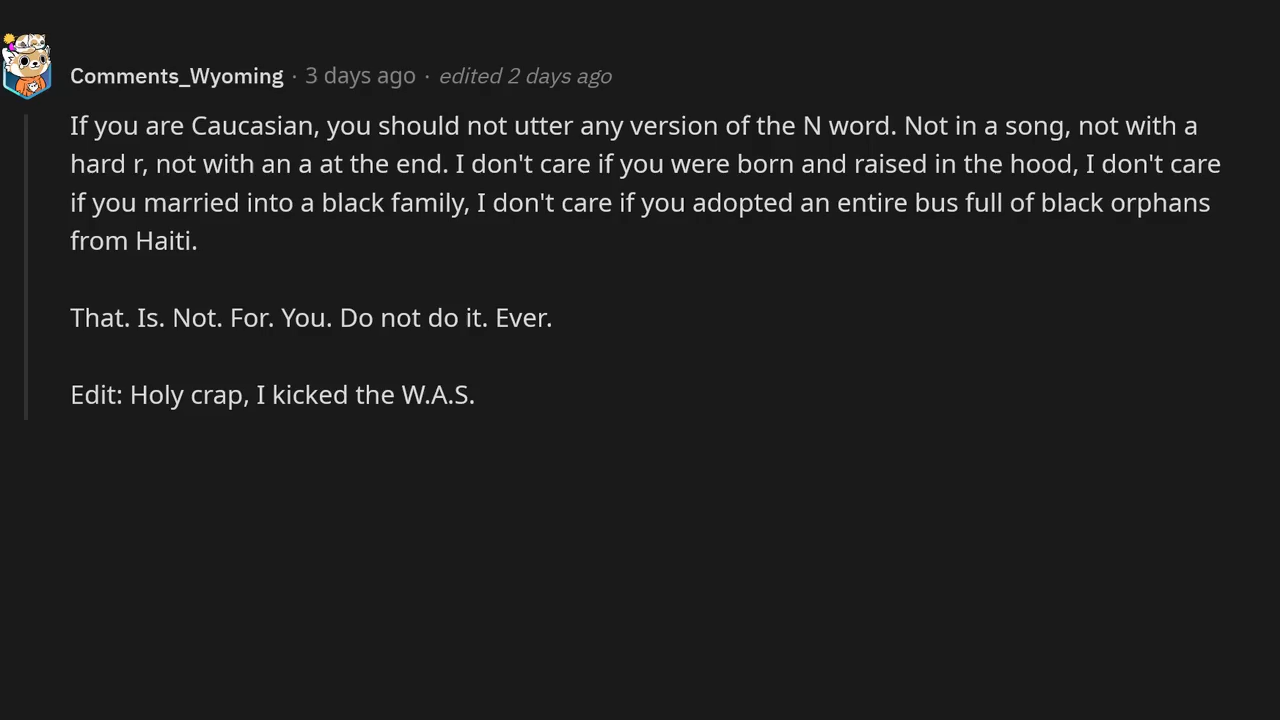 Comments_Wyoming · 3 days ago · edited 2 days ago
If you are Caucasian, you should not utter any version of the N word. Not in a song, not with a
hard r, not with an a at the end. I don't care if you were born and raised in the hood, I don't care
if you married into a black family, I don't care if you adopted an entire bus full of black orphans
from Haiti.
That. Is. Not. For. You. Do not do it. Ever.
Edit: Holy crap, I kicked the W.A.S.